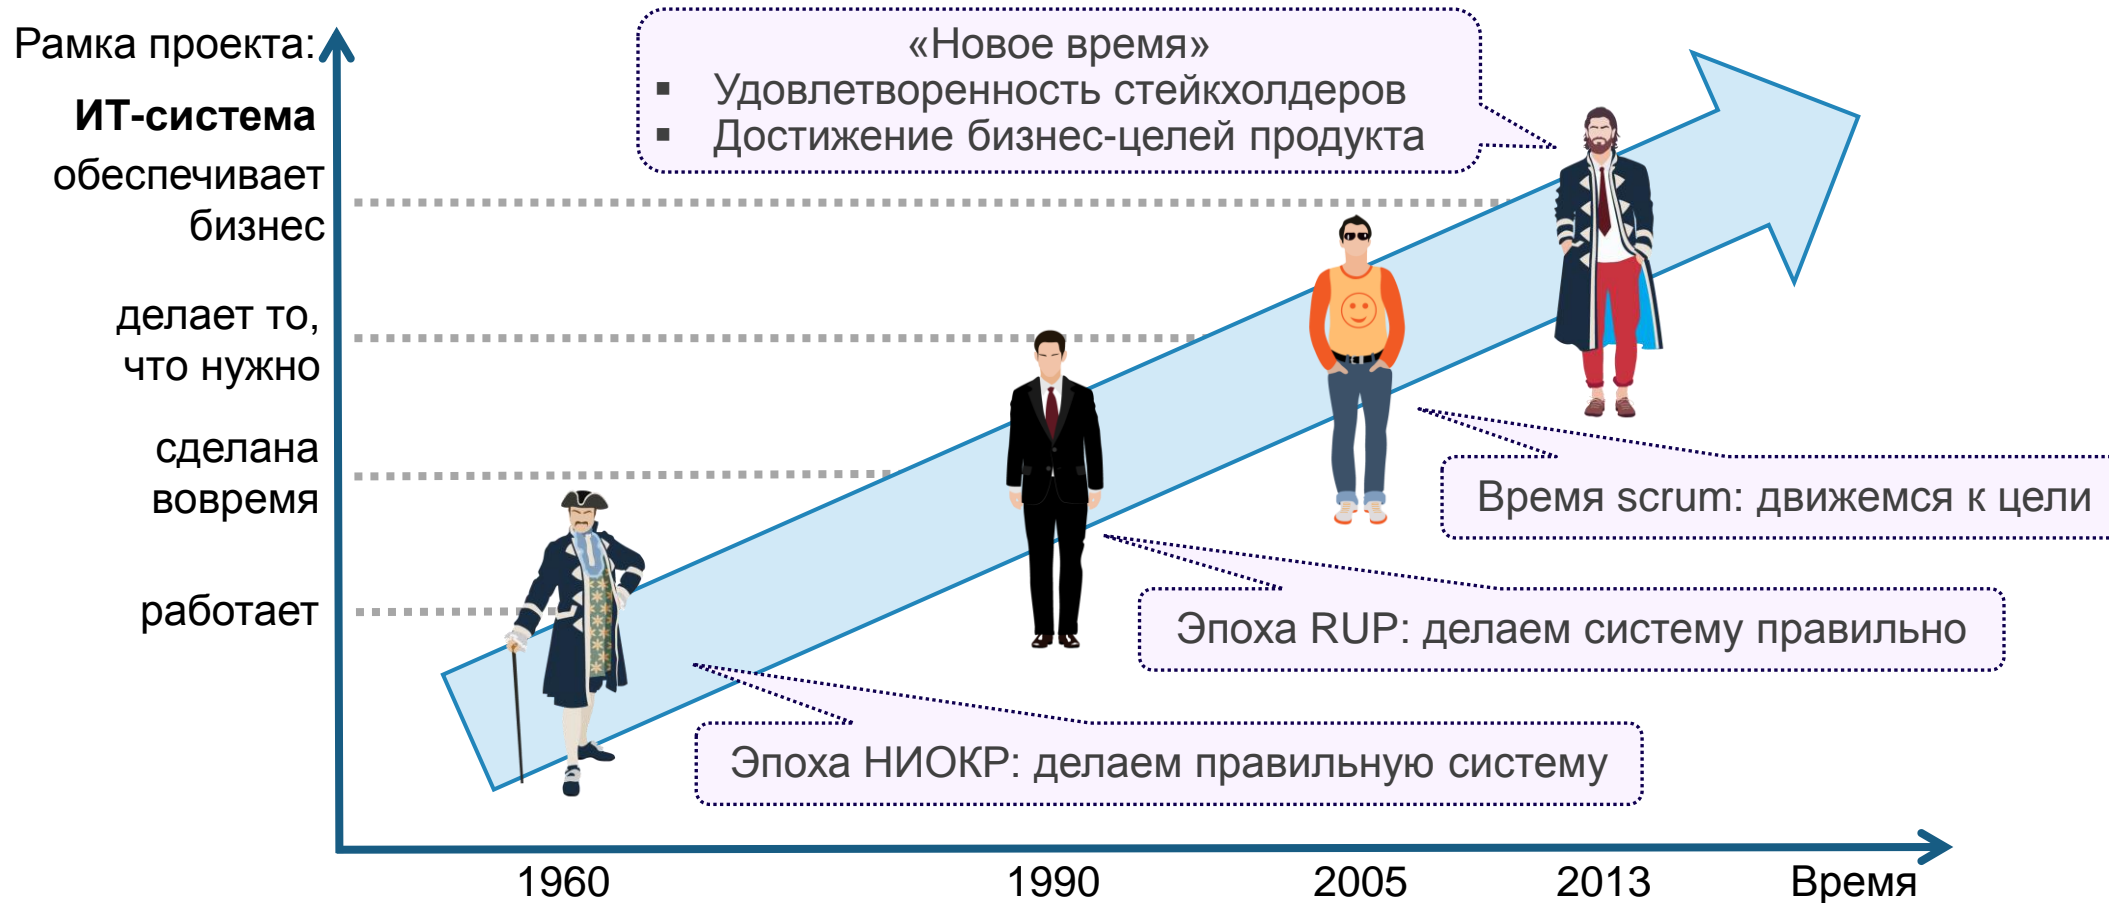 Рамка проекта:
ИТ-система
обеспечивает
бизнес
делает то,
что нужно
сделана
вовремя
работает
«Новое время»
▪ Удовлетворенность стейкхолдеров
▪ Достижение бизнес-целей продукта
Время scrum: движемся к цели
Эпоха RUP: делаем систему правильно
Эпоха НИОКР: делаем правильную систему
1960
1990
2005
2013
Время